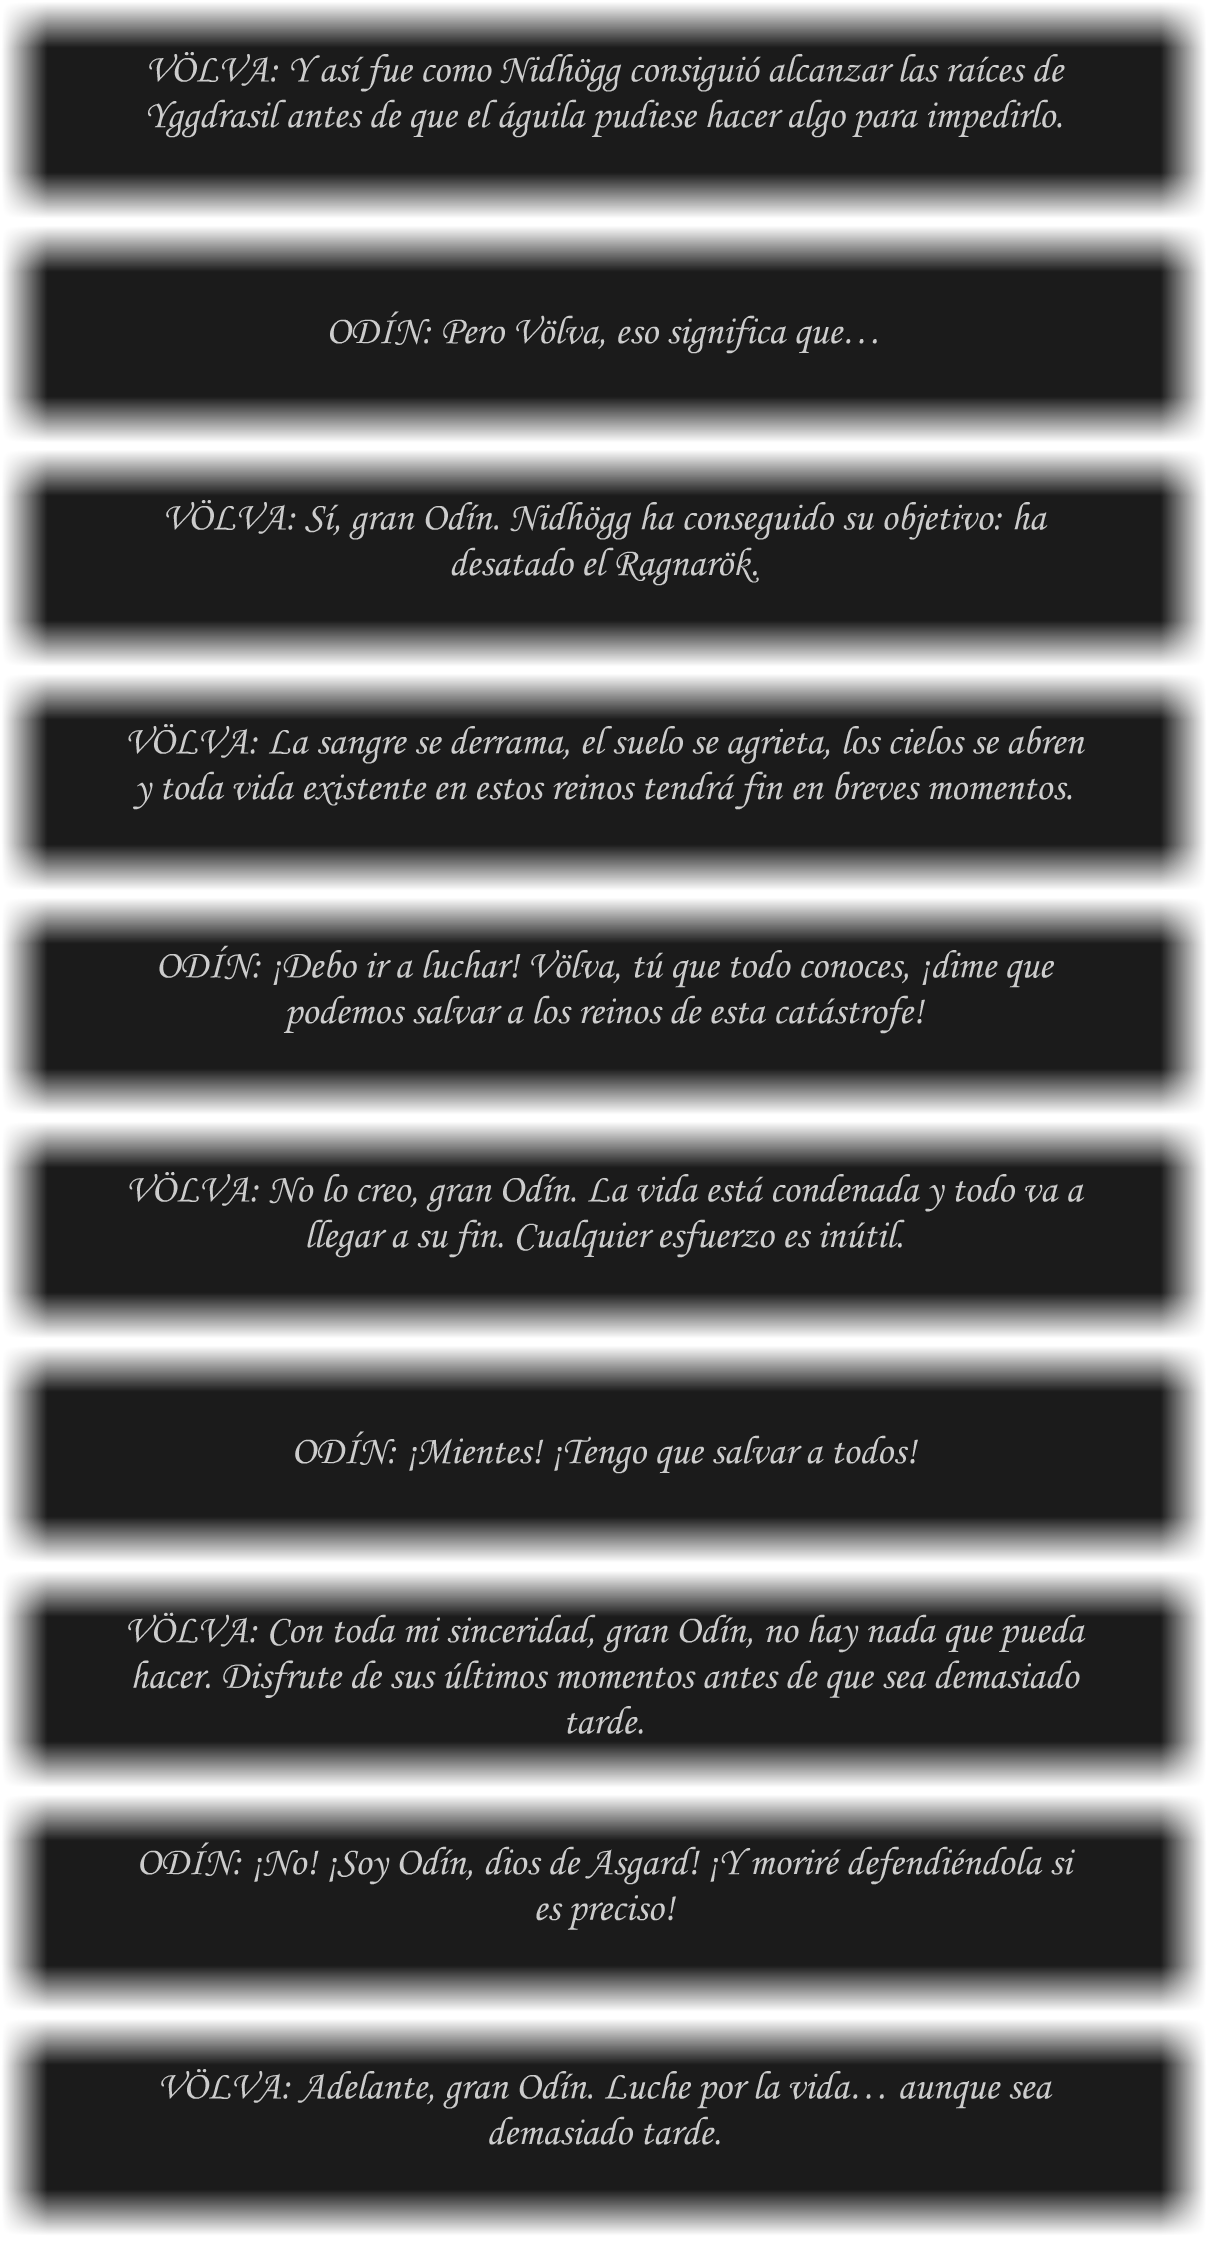 VÖLVA: Y así fue como Nidhögg consiguió alcanzar las raíces de
Yggdrasil antes de que el águila pudiese hacer algo para impedirlo.
ODÍN: Pero Völva, eso significa que…
VÖLVA: Sí, gran Odín. Nidhögg ha conseguido su objetivo: ha
desatado el Ragnarök.
VÖLVA: La sangre se derrama, el suelo se agrieta, los cielos se abren
y toda vida existente en estos reinos tendrá fin en breves momentos.
ODÍN: ¡Debo ir a luchar! Völva, tú que todo conoces, ¡dime que
podemos salvar a los reinos de esta catástrofe!
VÖLVA: No lo creo, gran Odín. La vida está condenada y todo va a
llegar a su fin. Cualquier esfuerzo es inútil.
ODÍN: ¡Mientes! ¡Tengo que salvar a todos!
VÖLVA: Con toda mi sinceridad, gran Odín, no hay nada que pueda
hacer. Disfrute de sus últimos momentos antes de que sea demasiado
tarde.
ODÍN: ¡No! ¡Soy Odín, dios de Asgard! ¡Y moriré defendiéndola si
es preciso!
VÖLVA: Adelante, gran Odín. Luche por la vida… aunque sea
demasiado tarde.